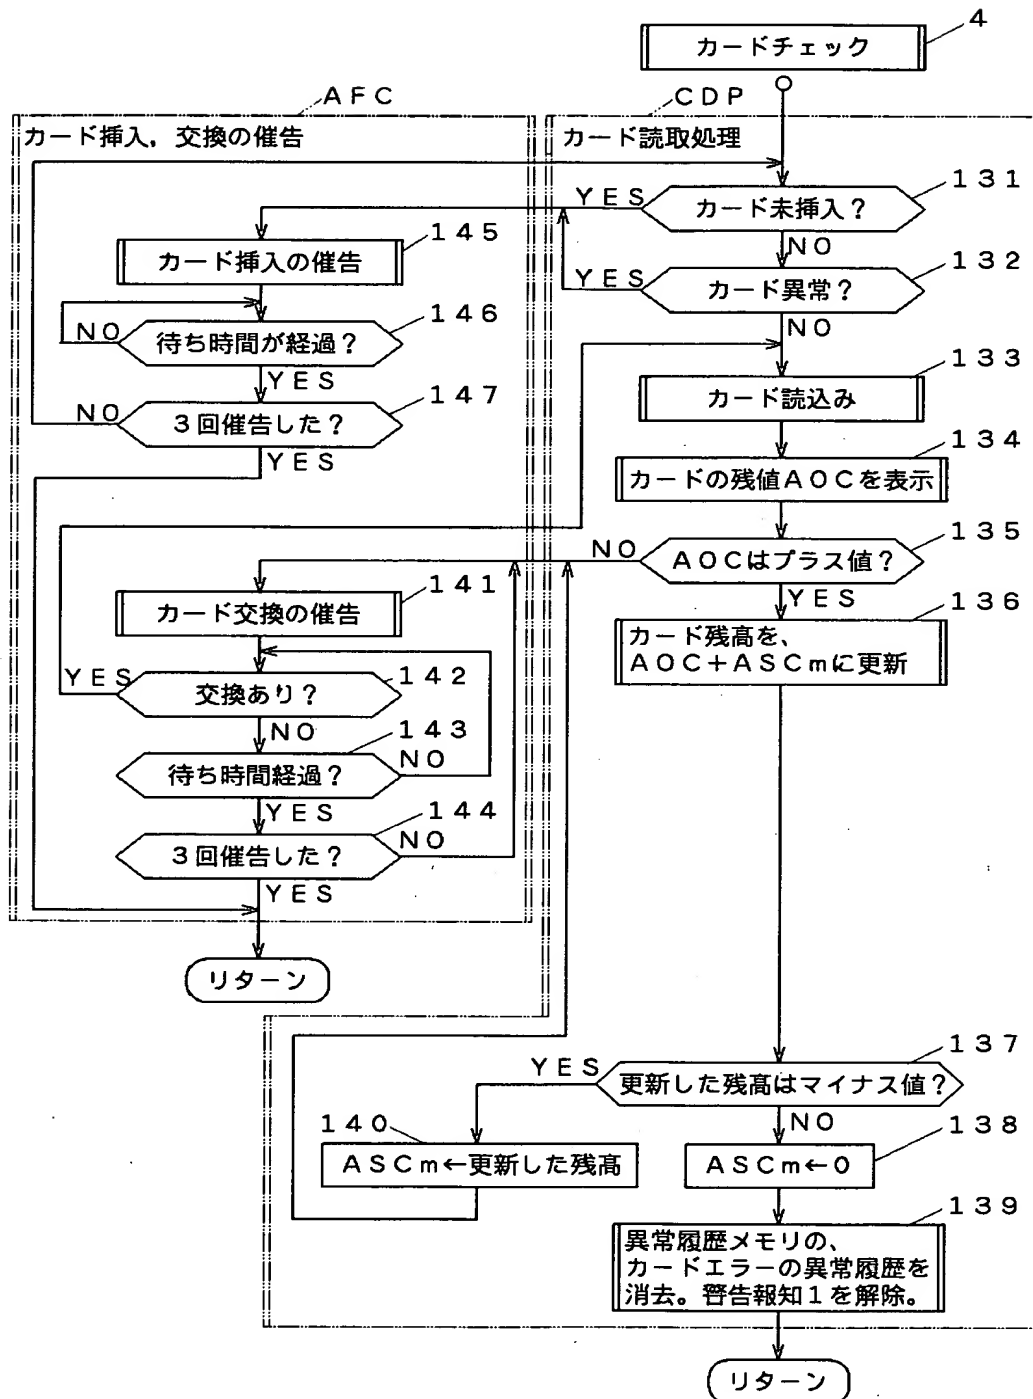 4
カードチェック
AFC
CDP
カード挿入，交換の催告
カード読取処理
131
カード未挿入？
YES
NO
132
カード異常？
YES
NO
145
カード挿入の催告
146
待ち時間が経過？
NO
YES
147
3回催告した？
NO
YES
133
カード読込み
134
カードの残値AOCを表示
135
AOCはプラス値？
NO
YES
136
カード残高を、
AOC＋ASCmに更新
141
カード交換の催告
142
交換あり？
YES
NO
143
待ち時間経過？
NO
YES
144
3回催告した？
NO
YES
リターン
137
更新した残高はマイナス値？
YES
NO
140
ASCm←更新した残高
138
ASCm←0
139
異常履歴メモリの、
カードエラーの異常履歴を
消去。警告報知1を解除。
リターン